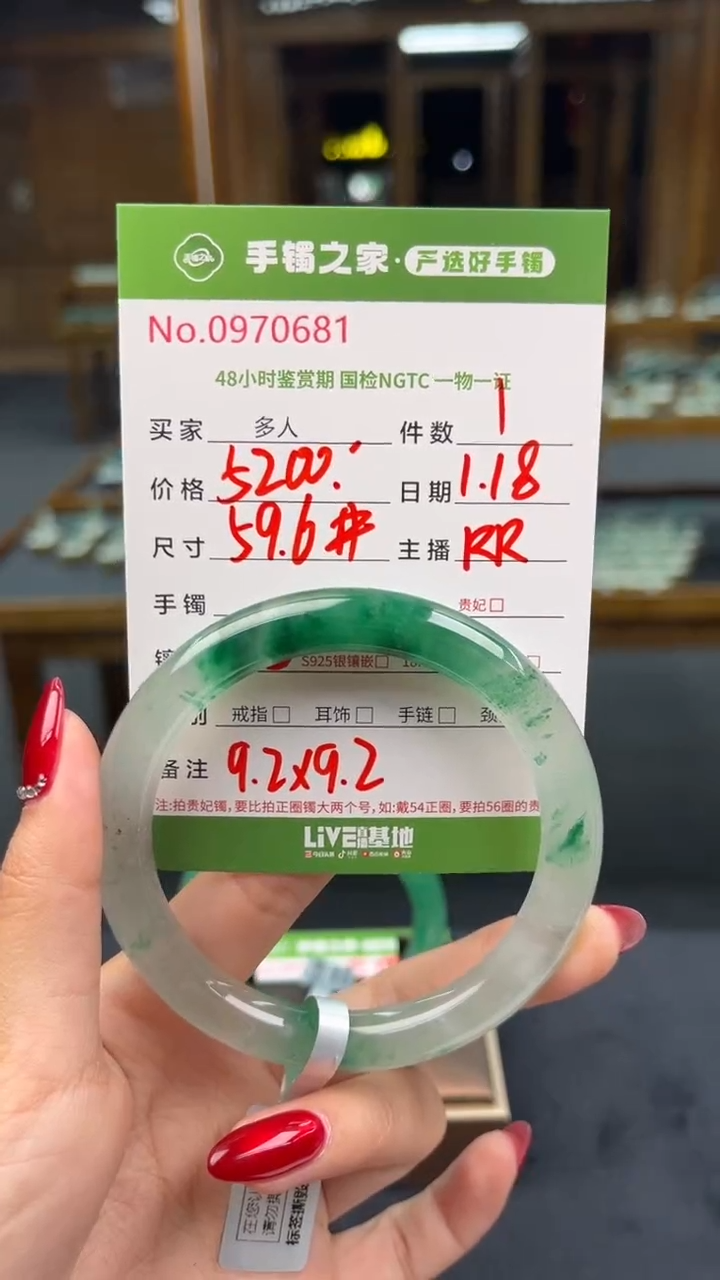 手镯之家·严选好手镯
No.0970681
48小时鉴赏期 国检NGTC 一物一证
买家 多人 件数 1
价格 5200. 日期 1.18
尺寸 59.6# 主播 RR
手镯 贵妃□
S925银镶嵌□
戒指□ 耳饰□ 手链□
备注 9.2x9.2
注:拍贵妃镯,要比拍正圈镯大两个号,如:戴54正圈,要拍56圈的贵
LiVE 基地